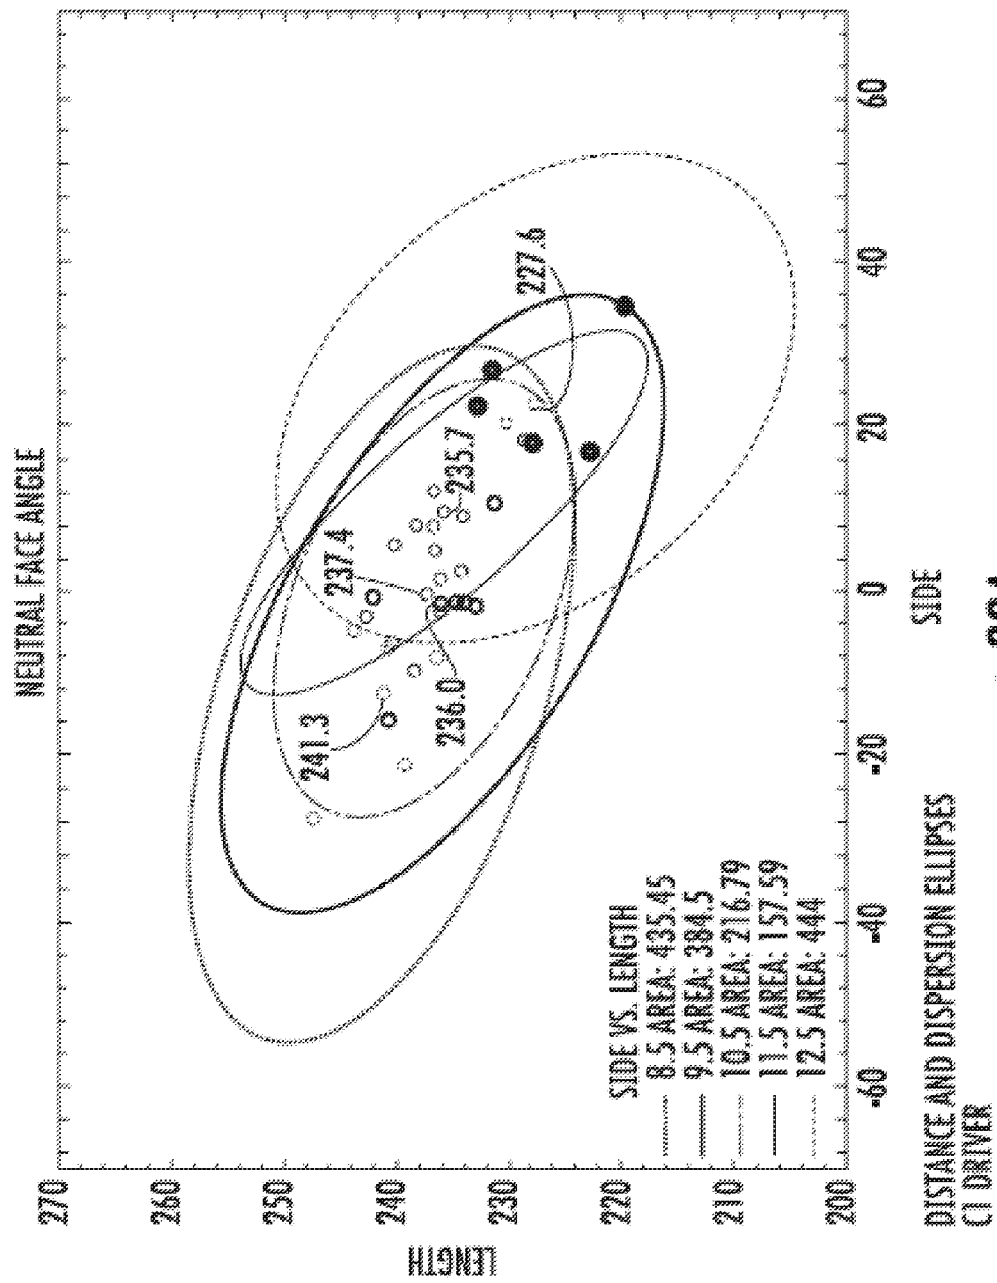 NEUTRAL FACE ANGLE
LENGTH
270
260
250
240
230
220
210
200
241.3
237.4
236.0
235.7
227.6
SIDE VS. LENGTH
8.5 AREA: 435.45
9.5 AREA: 384.5
10.5 AREA: 216.79
11.5 AREA: 157.59
12.5 AREA: 444
-60
-40
-20
0
20
40
60
SIDE
DISTANCE AND DISPERSION ELLIPSES
C1 DRIVER